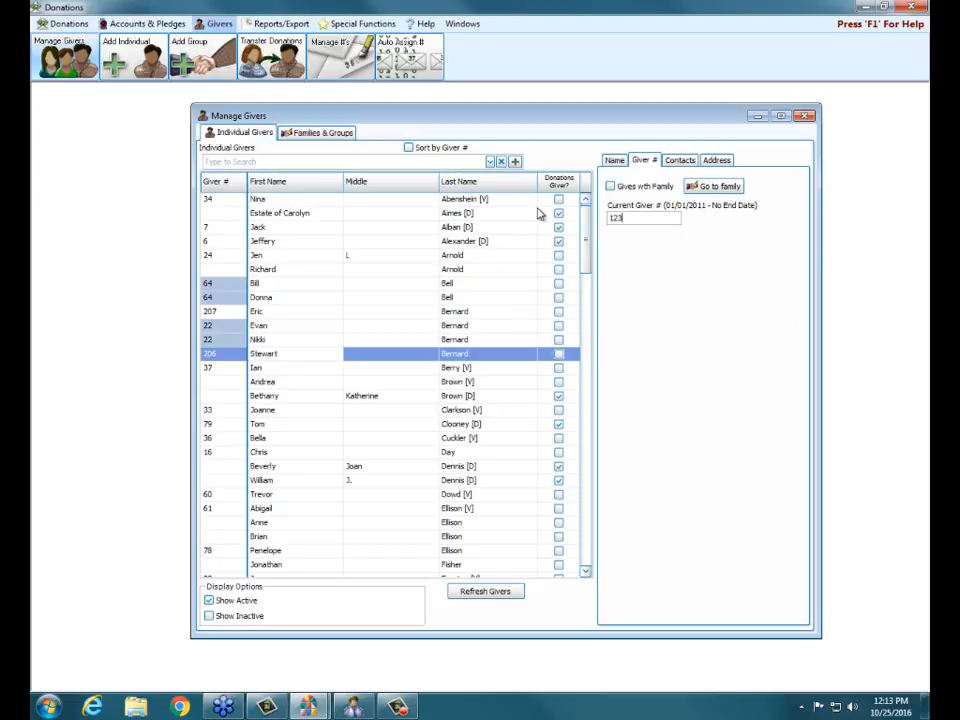 Donations
Donations Accounts & Pledges Givers Reports/Export Special Functions Help Windows Press 'F1' For Help
Manage Givers Add Individual Add Group Transfer Donations Manage #'s Auto Assign #
Manage Givers
Individual Givers Families & Groups
Individual Givers Sort by Giver #
Type to Search
Name Giver # Contacts Address
Giver # First Name Middle Last Name Donations Giver?
Gives wth Family Go to family
Current Giver # (01/01/2011 - No End Date)
123
34 Nina Abenshein [V]
Estate of Carolyn Aimes [D]
7 Jack Alban [D]
6 Jeffery Alexander [D]
24 Jen L Arnold
Richard Arnold
64 Bill Bell
64 Donna Bell
207 Eric Bernard
22 Evan Bernard
22 Nikki Bernard
206 Stewart Bernard
37 Ian Berry [V]
Andrea Brown [V]
Bethany Katherine Brown [D]
33 Joanne Clarkson [V]
79 Tom Clooney [D]
36 Bella Cuckler [V]
16 Chris Day
Beverly Joan Dennis [D]
William J. Dennis [D]
60 Trevor Dowd [V]
61 Abigail Ellison [V]
Anne Ellison
Brian Ellison
78 Penelope Ellison
Jonathan Fisher
Display Options
Show Active
Show Inactive
Refresh Givers
12:13 PM
10/25/2016